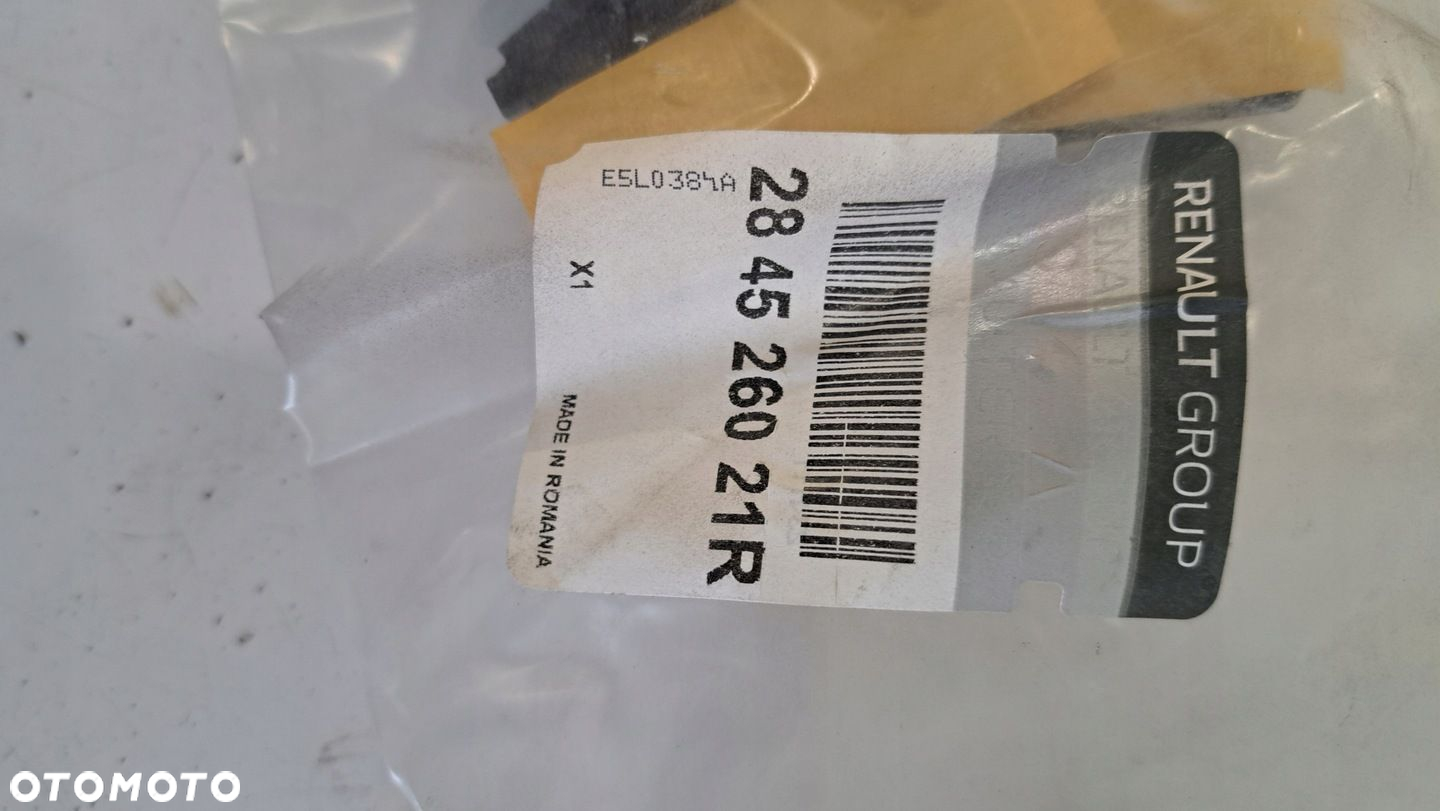 RENAULT GROUP
28 45 260 21R
E5L0384A
X1
MADE IN ROMANIA
OTOMOTO